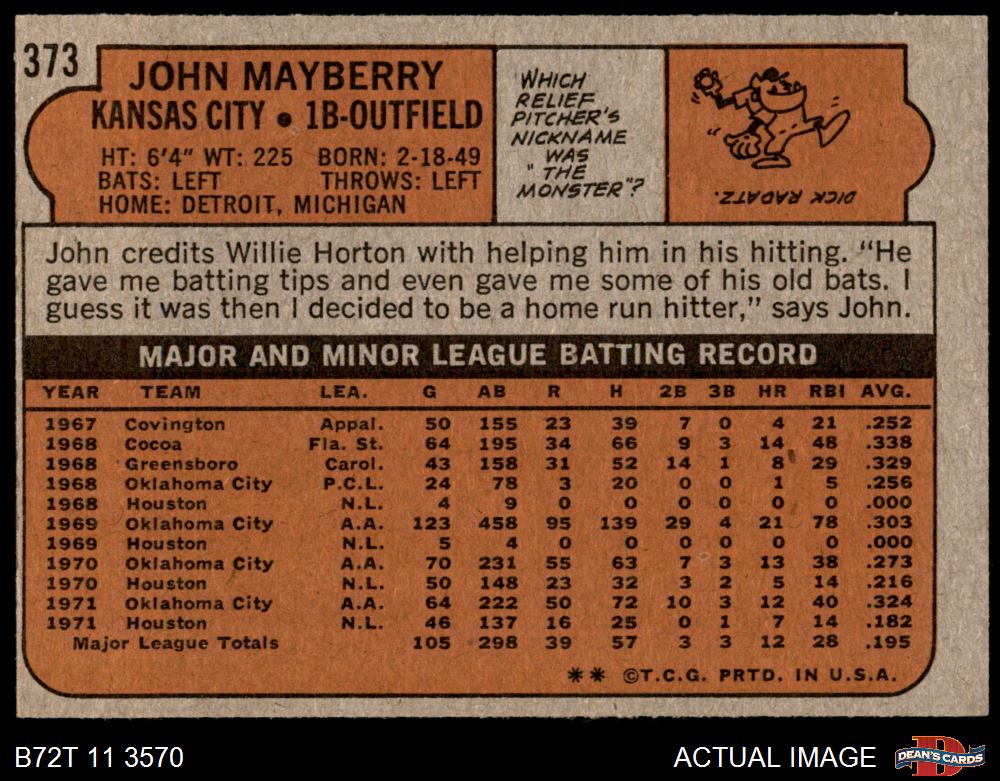 373
JOHN MAYBERRY
KANSAS CITY • 1B-OUTFIELD
HT: 6'4" WT: 225 BORN: 2-18-49
BATS: LEFT THROWS: LEFT
HOME: DETROIT, MICHIGAN
WHICH
RELIEF
PITCHER'S
NICKNAME
WAS
"THE
MONSTER"?
DICK RADATZ.
John credits Willie Horton with helping him in his hitting. "He
gave me batting tips and even gave me some of his old bats. I
guess it was then I decided to be a home run hitter," says John.
MAJOR AND MINOR LEAGUE BATTING RECORD
YEAR TEAM LEA. G AB R H 2B 3B HR RBI AVG.
1967 Covington Appal. 50 155 23 39 7 0 4 21 .252
1968 Cocoa Fla. St. 64 195 34 66 9 3 14 48 .338
1968 Greensboro Carol. 43 158 31 52 14 1 8 29 .329
1968 Oklahoma City P.C.L. 24 78 3 20 0 0 1 5 .256
1968 Houston N.L. 4 9 0 0 0 0 0 0 .000
1969 Oklahoma City A.A. 123 458 95 139 29 4 21 78 .303
1969 Houston N.L. 5 4 0 0 0 0 0 0 .000
1970 Oklahoma City A.A. 70 231 55 63 7 3 13 38 .273
1970 Houston N.L. 50 148 23 32 3 2 5 14 .216
1971 Oklahoma City A.A. 64 222 50 72 10 3 12 40 .324
1971 Houston N.L. 46 137 16 25 0 1 7 14 .182
Major League Totals 105 298 39 57 3 3 12 28 .195
** ©T.C.G. PRTD. IN U.S.A.
B72T 11 3570
ACTUAL IMAGE
D
DEAN'S CARDS